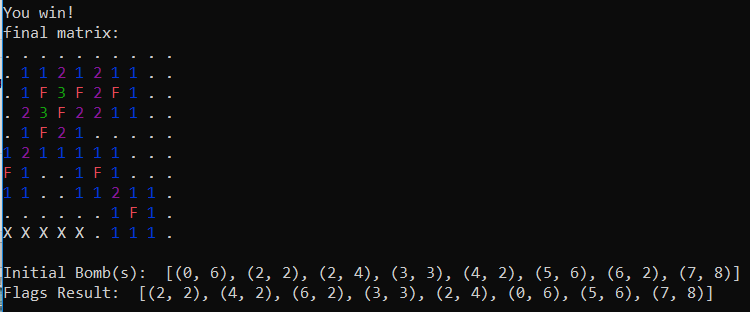 You win!
final matrix:
. . . . . . . . . .
. 1 1 2 1 2 1 1 . .
. 1 F 3 F 2 F 1 . .
. 2 3 F 2 2 1 1 . .
. 1 F 2 1 . . . . .
1 2 1 1 1 1 1 . . .
F 1 . . 1 F 1 . . .
1 1 . . 1 1 2 1 1 .
. . . . . . 1 F 1 .
X X X X X . 1 1 1 .
Initial Bomb(s):  [(0, 6), (2, 2), (2, 4), (3, 3), (4, 2), (5, 6), (6, 2), (7, 8)]
Flags Result:  [(2, 2), (4, 2), (6, 2), (3, 3), (2, 4), (0, 6), (5, 6), (7, 8)]